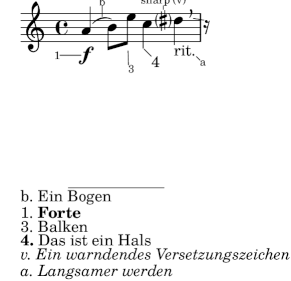 b
sharp (v)
1
f
3
4
rit.
a
b. Ein Bogen
1. Forte
3. Balken
4. Das ist ein Hals
v. Ein warndendes Versetzungszeichen
a. Langsamer werden